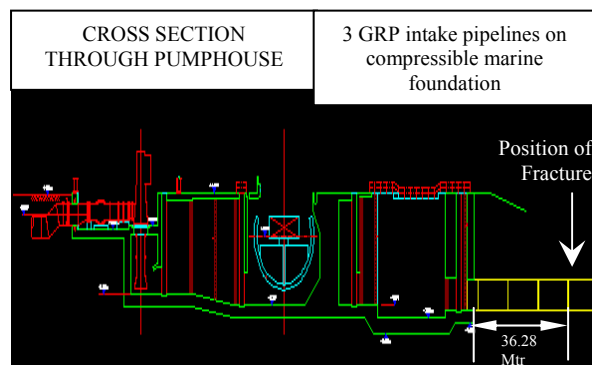 CROSS SECTION
THROUGH PUMPHOUSE
3 GRP intake pipelines on
compressible marine
foundation
Position of
Fracture
36.28
Mtr